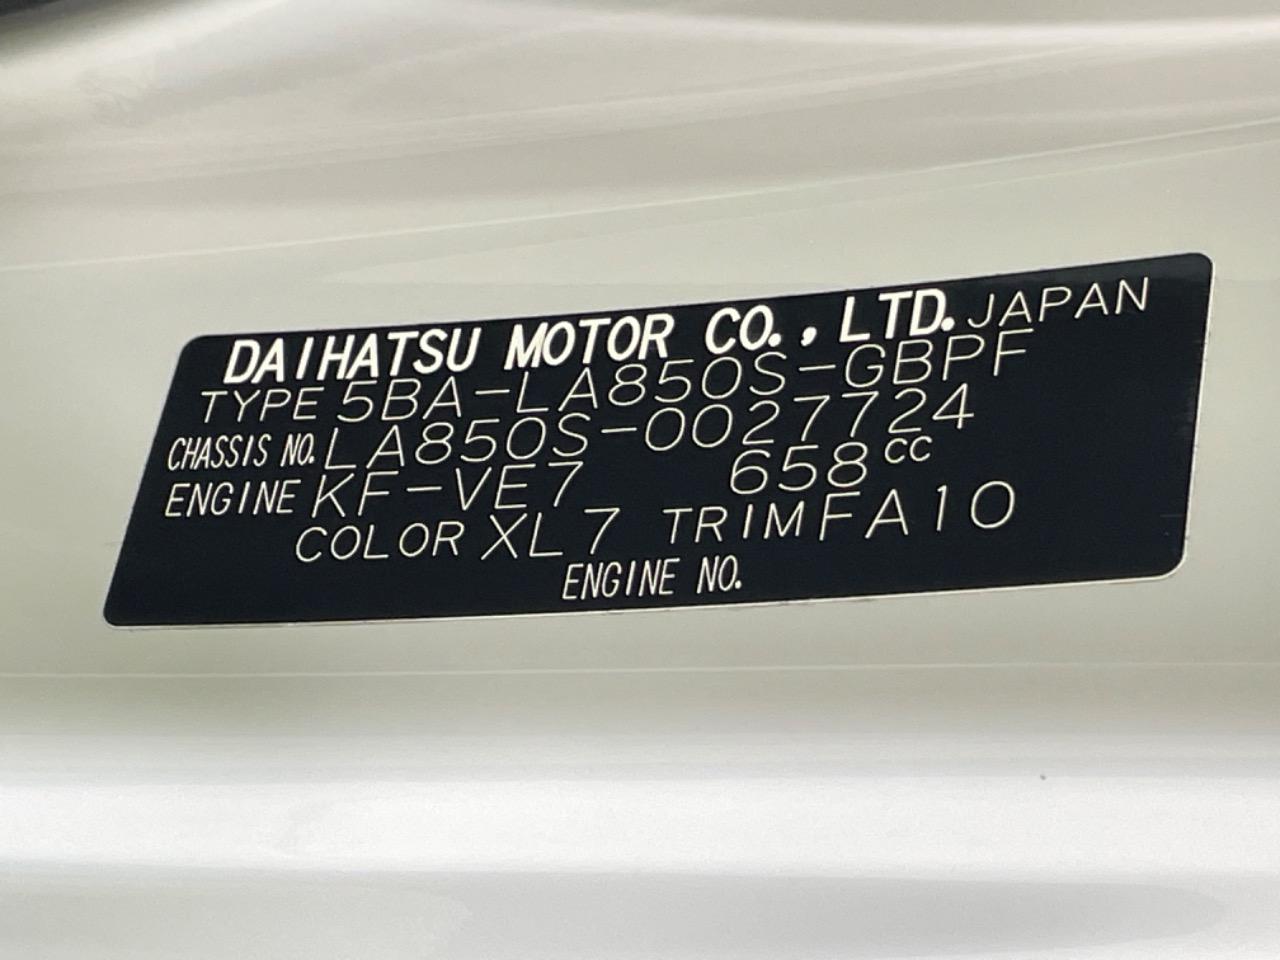 DAIHATSU MOTOR CO., LTD. JAPAN
TYPE 5BA-LA850S-GBPF
CHASSIS NO. LA850S-0027724
ENGINE KF-VE7 658cc
COLOR XL7 TRIM FA10
ENGINE NO.